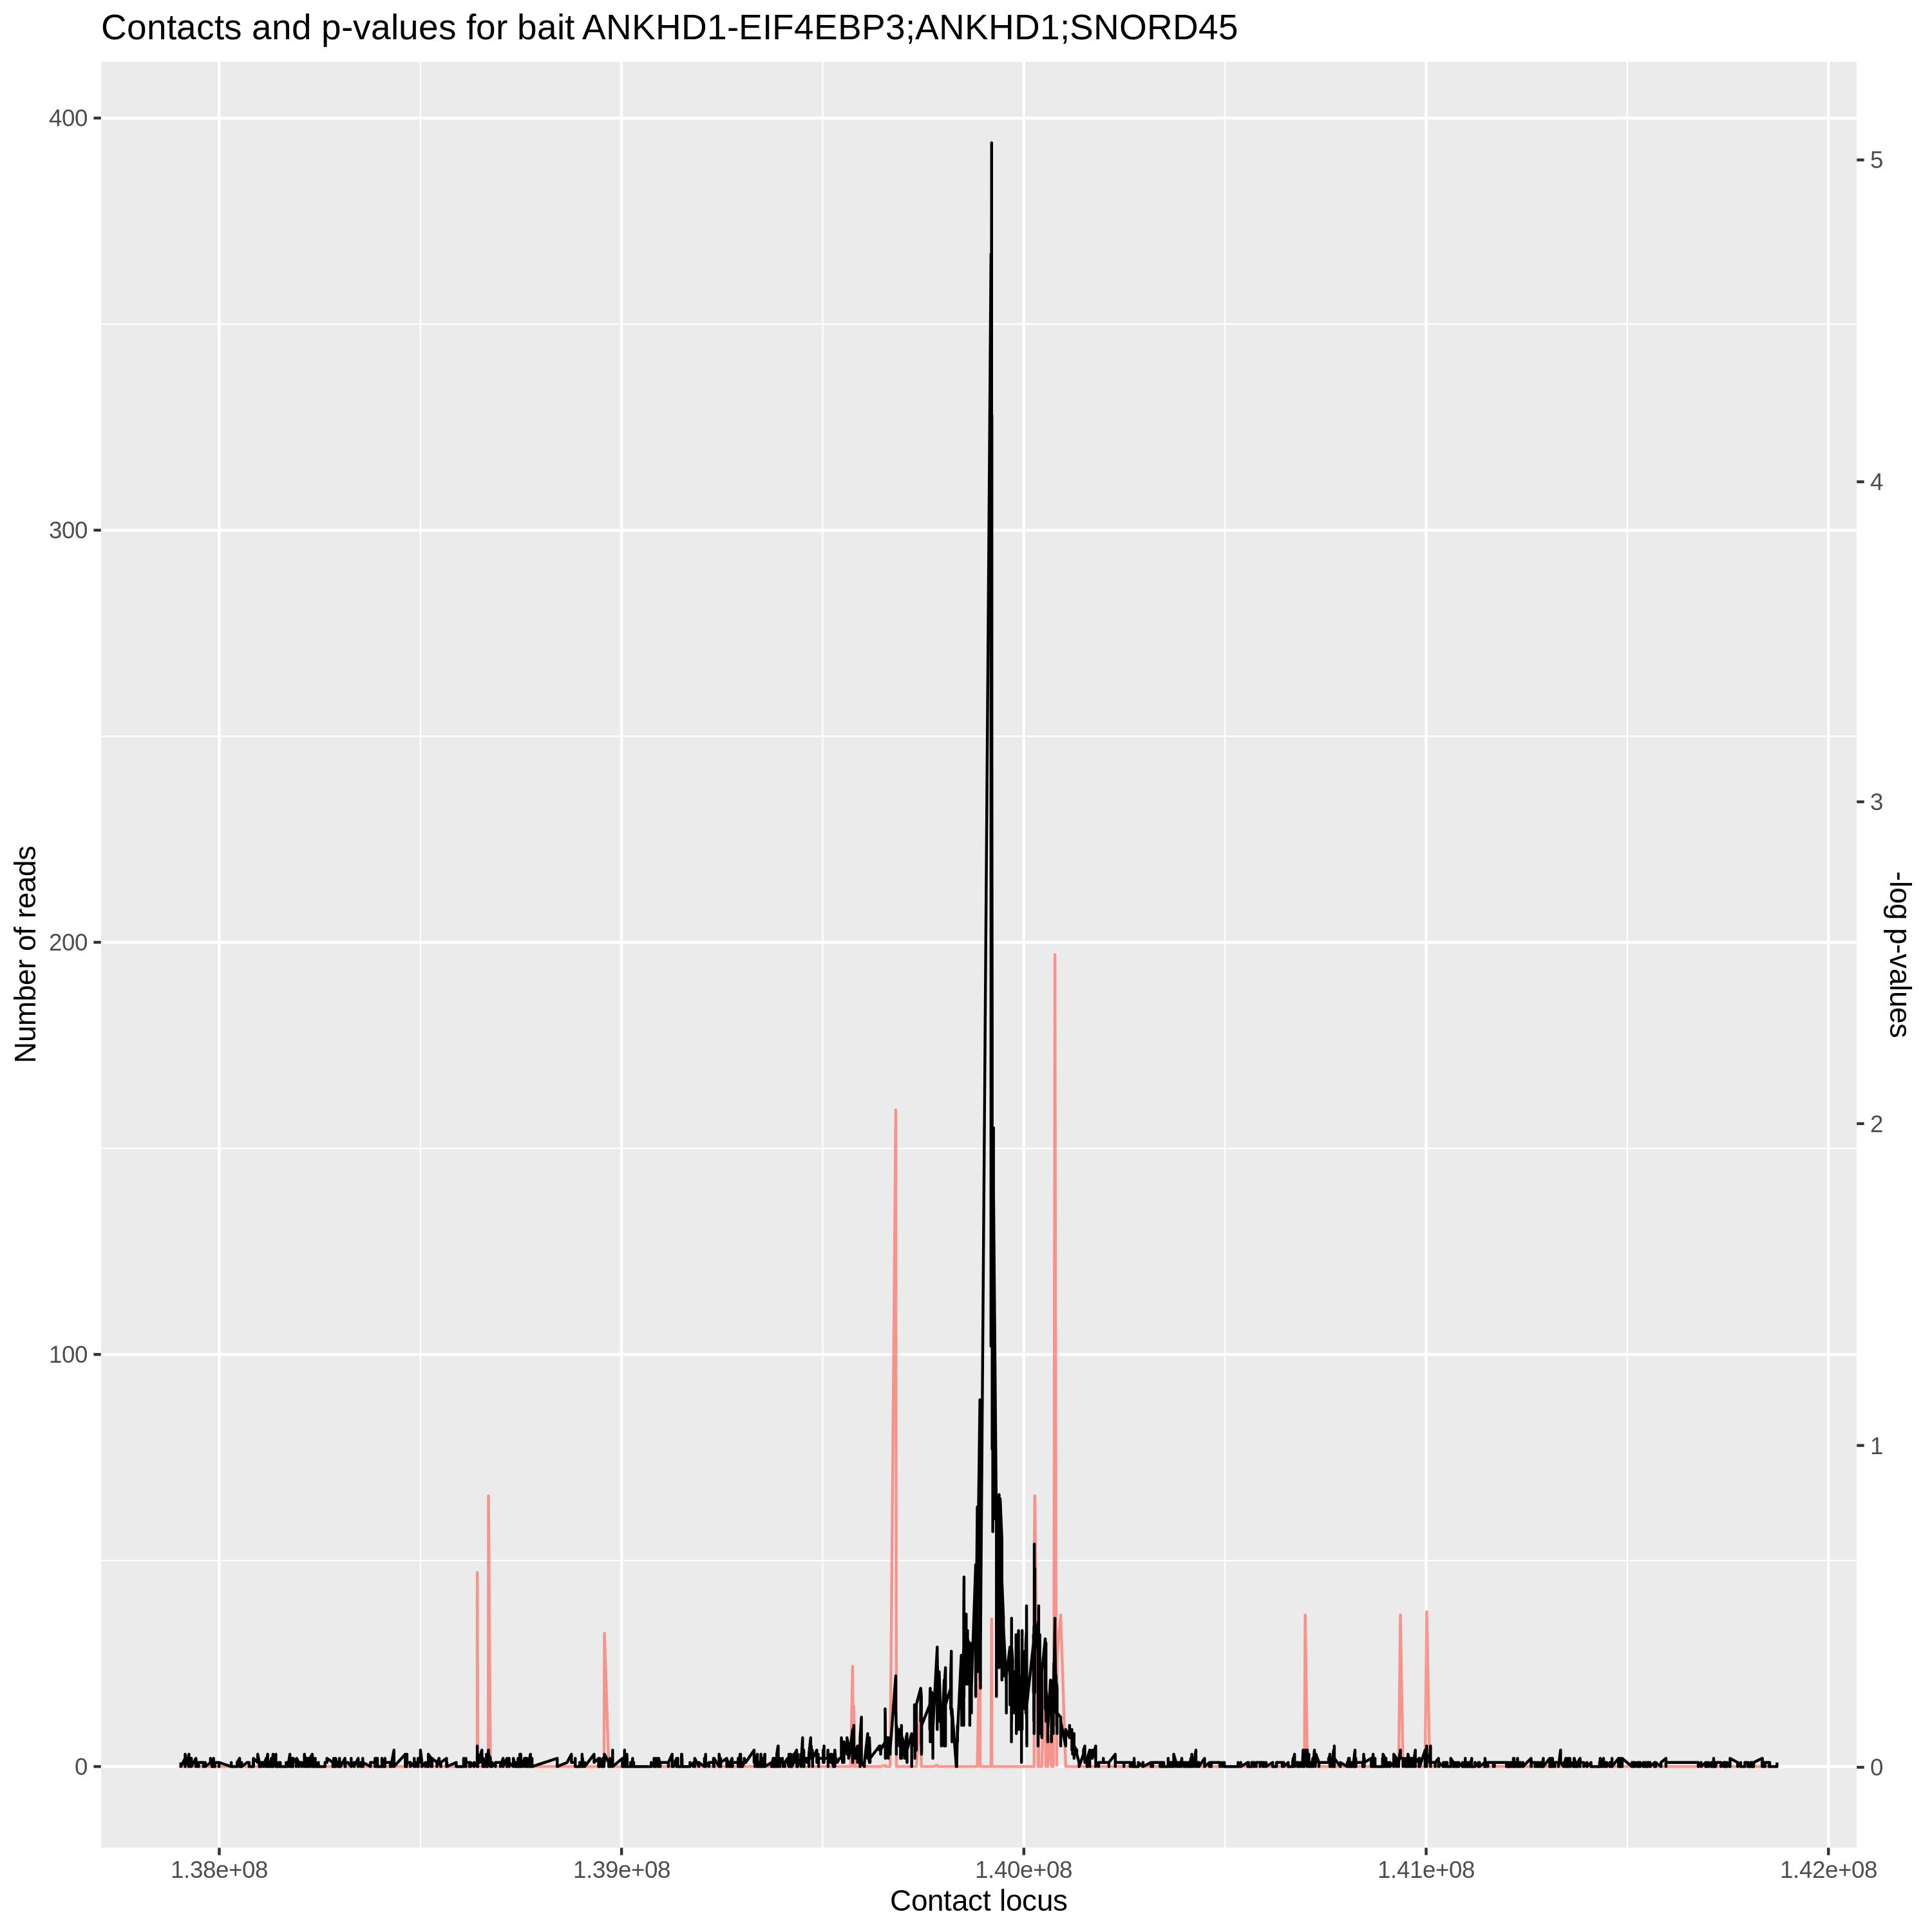 Contacts and p-values for bait ANKHD1-EIF4EBP3;ANKHD1;SNORD45
400
300
200
100
0
Number of reads
5
4
3
2
1
0
-log p-values
1.38e+08
1.39e+08
1.40e+08
1.41e+08
1.42e+08
Contact locus